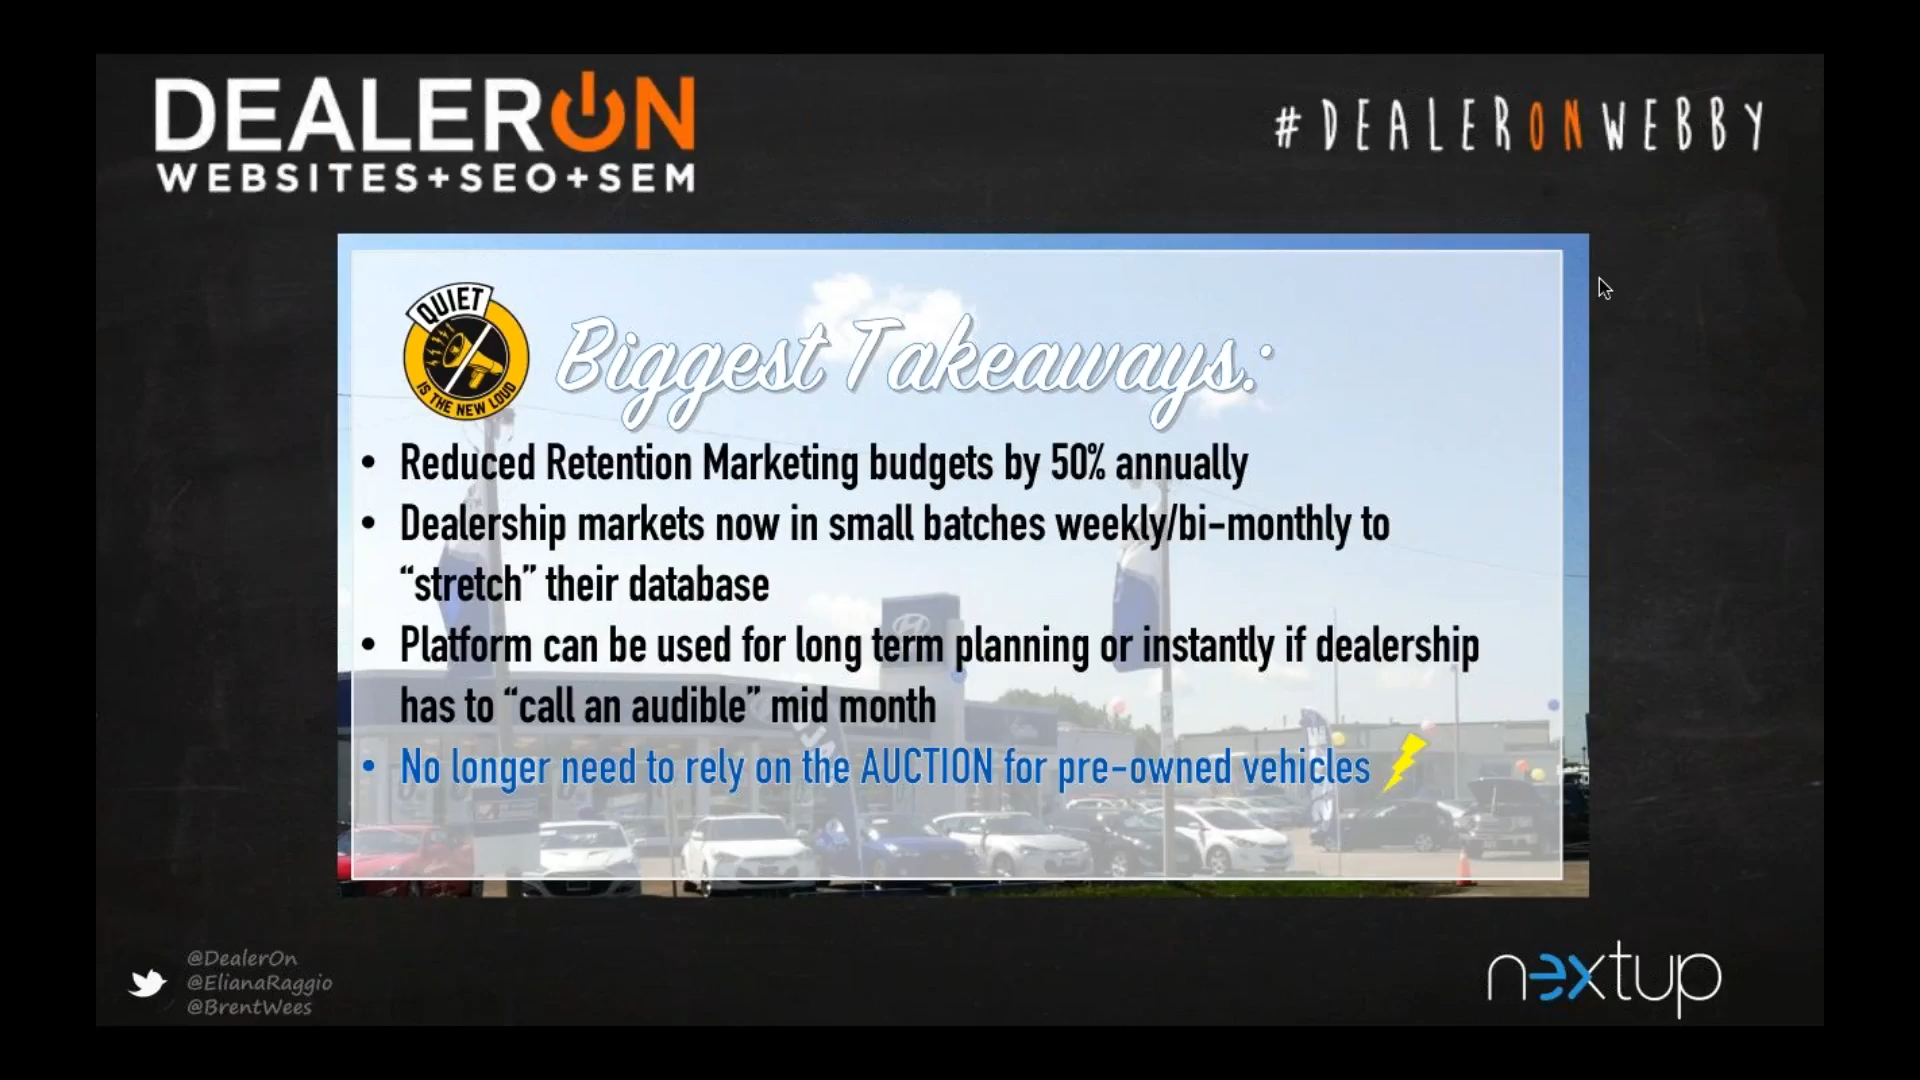 DEALERON
WEBSITES+SEO+SEM
#DEALERONWEBBY
QUIET
IS THE NEW LOUD
Biggest Takeaways:
• Reduced Retention Marketing budgets by 50% annually
• Dealership markets now in small batches weekly/bi-monthly to
“stretch” their database
• Platform can be used for long term planning or instantly if dealership
has to “call an audible” mid month
• No longer need to rely on the AUCTION for pre-owned vehicles
@DealerOn
@ElianaRaggio
@BrentWees
nextup